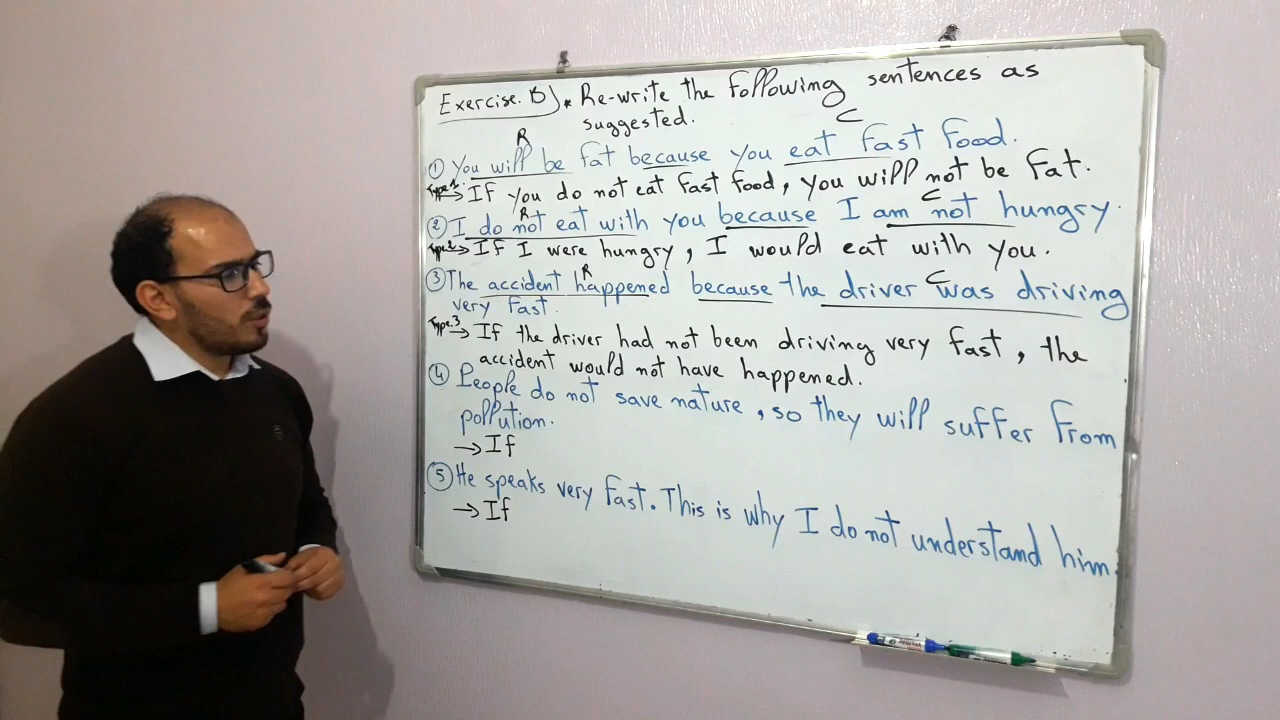 Exercise. B) * Re-write the following sentences as
suggested.
R C
① You will be fat because you eat fast food.
Type.1 → If you do not eat fast food, you will not be fat.
R C
② I do not eat with you because I am not hungry.
Type.2 → If I were hungry, I would eat with you.
R C
③ The accident happened because the driver was driving
very fast.
Type.3 → If the driver had not been driving very fast, the
accident would not have happened.
④ People do not save nature, so they will suffer from
pollution.
→ If
⑤ He speaks very fast. This is why I do not understand him.
→ If